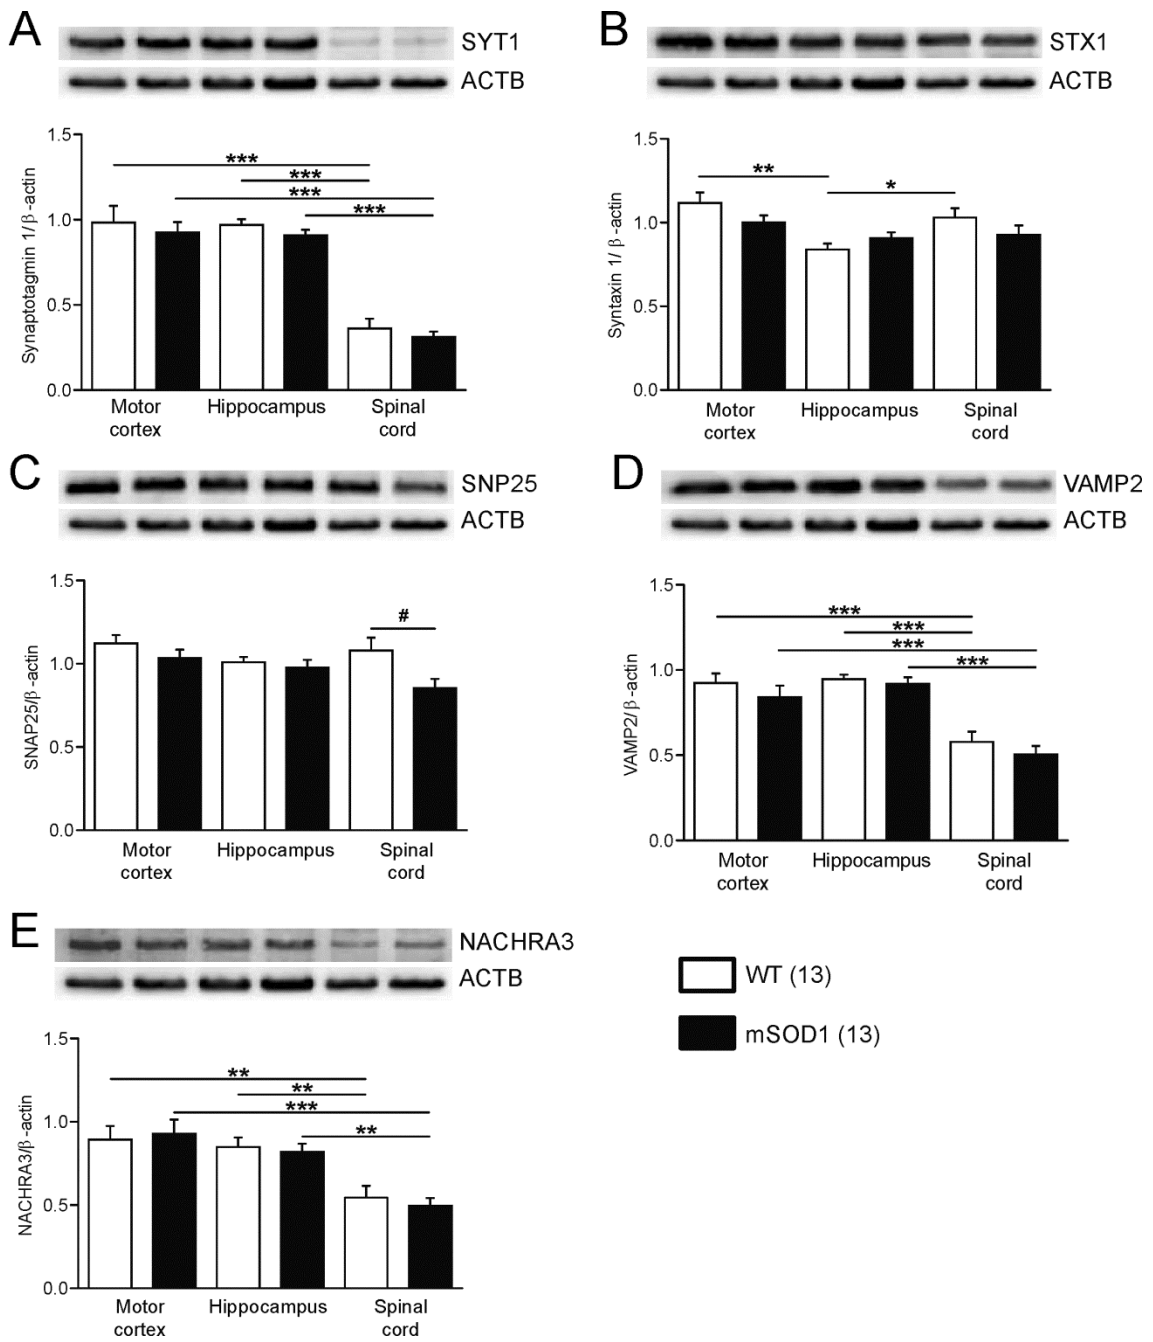 A
SYT1
ACTB
Synaptotagmin 1/β-actin
1.5
1.0
0.5
0.0
***
***
***
***
Motor
cortex
Hippocampus
Spinal
cord
B
STX1
ACTB
Syntaxin 1/β-actin
1.5
1.0
0.5
0.0
**
*
Motor
cortex
Hippocampus
Spinal
cord
C
SNP25
ACTB
SNAP25/β-actin
1.5
1.0
0.5
0.0
#
Motor
cortex
Hippocampus
Spinal
cord
D
VAMP2
ACTB
VAMP2/β-actin
1.5
1.0
0.5
0.0
***
***
***
***
Motor
cortex
Hippocampus
Spinal
cord
E
NACHRA3
ACTB
NACHRA3/β-actin
1.5
1.0
0.5
0.0
**
**
***
**
Motor
cortex
Hippocampus
Spinal
cord
WT (13)
mSOD1 (13)